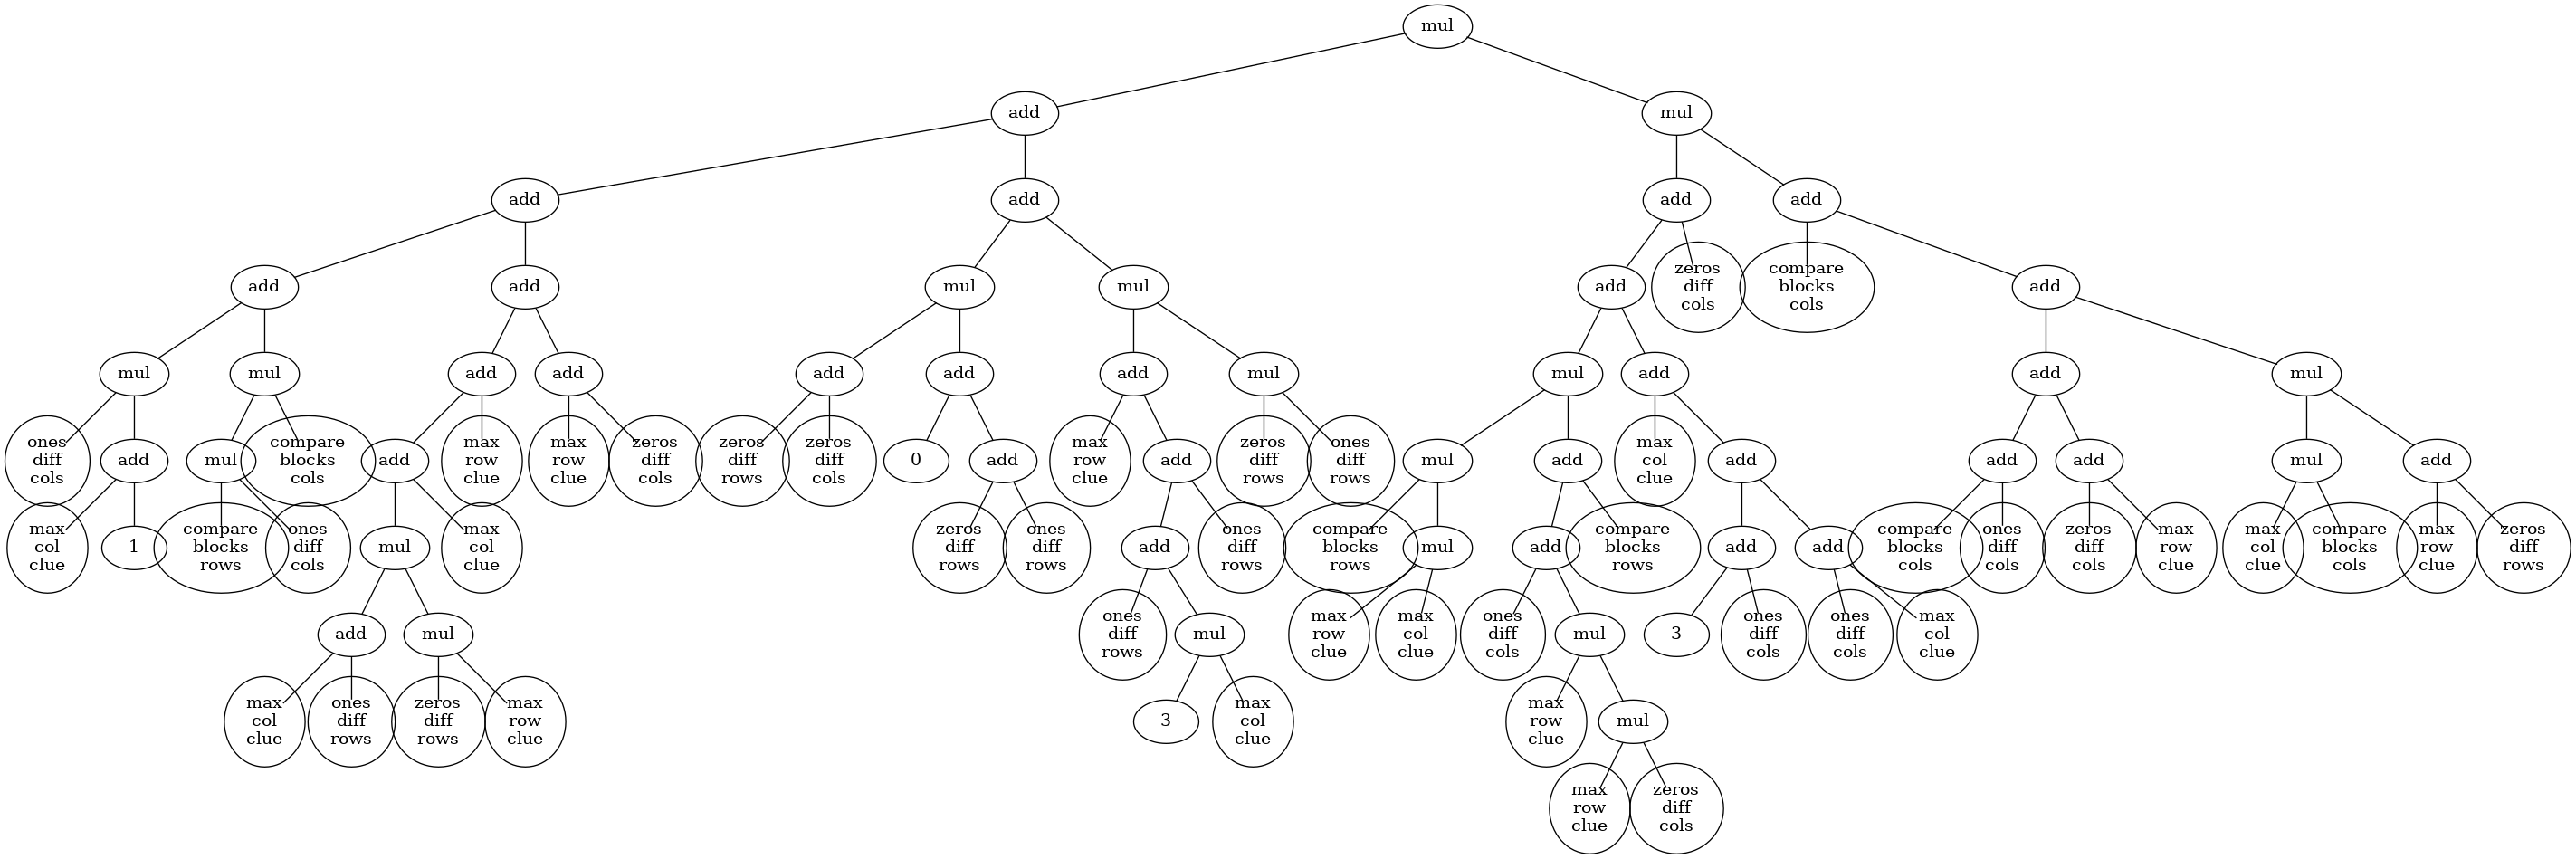 mul
add
mul
add
add
add
add
add
add
mul
mul
add
zeros
diff
cols
compare
blocks
cols
add
mul
mul
add
add
add
add
add
mul
mul
add
add
mul
ones
diff
cols
add
mul
compare
blocks
cols
add
max
row
clue
max
row
clue
zeros
diff
cols
zeros
diff
rows
zeros
diff
cols
0
add
max
row
clue
add
zeros
diff
rows
ones
diff
rows
mul
add
max
col
clue
add
add
add
mul
add
max
col
clue
1
compare
blocks
rows
ones
diff
cols
mul
max
col
clue
zeros
diff
rows
ones
diff
rows
add
ones
diff
rows
compare
blocks
rows
mul
add
compare
blocks
rows
add
add
compare
blocks
cols
ones
diff
cols
zeros
diff
cols
max
row
clue
max
col
clue
compare
blocks
cols
max
row
clue
zeros
diff
rows
add
mul
ones
diff
rows
mul
max
row
clue
max
col
clue
ones
diff
cols
mul
3
ones
diff
cols
ones
diff
cols
max
col
clue
max
col
clue
ones
diff
rows
zeros
diff
rows
max
row
clue
3
max
col
clue
max
row
clue
mul
max
row
clue
zeros
diff
cols